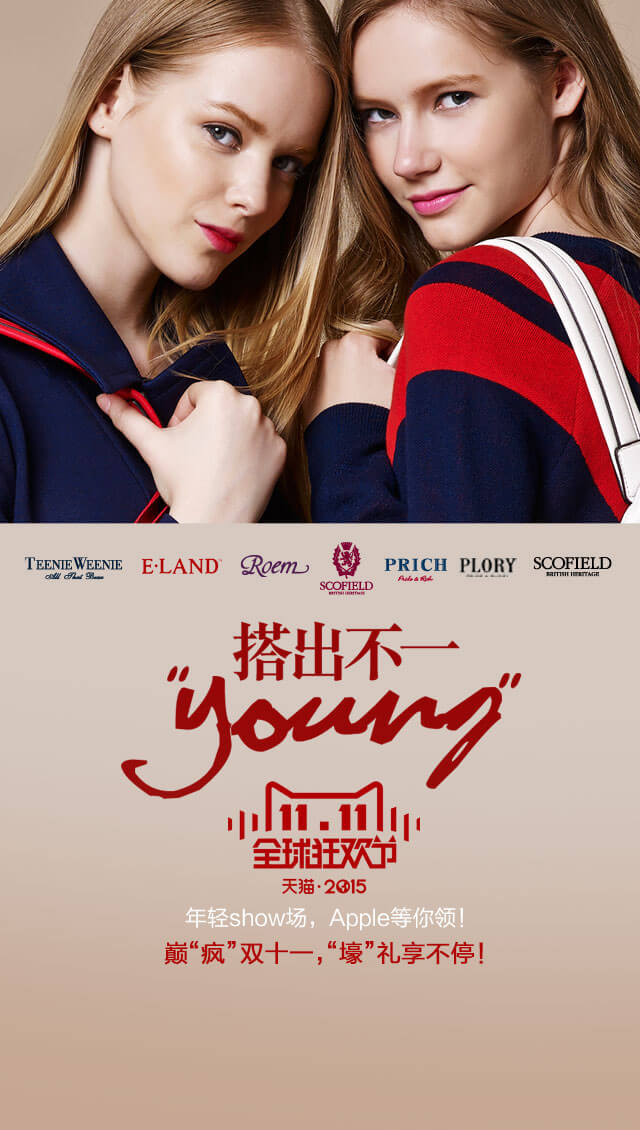 TEENIE WEENIE E·LAND Roem SCOFIELD PRICH PLORY SCOFIELD
BRITISH HERITAGE
BRITISH HERITAGE
搭出不一
"young"
11.11
全球狂欢节
天猫·2015
年轻show场，Apple等你领！
巅“疯”双十一,“壕”礼享不停！